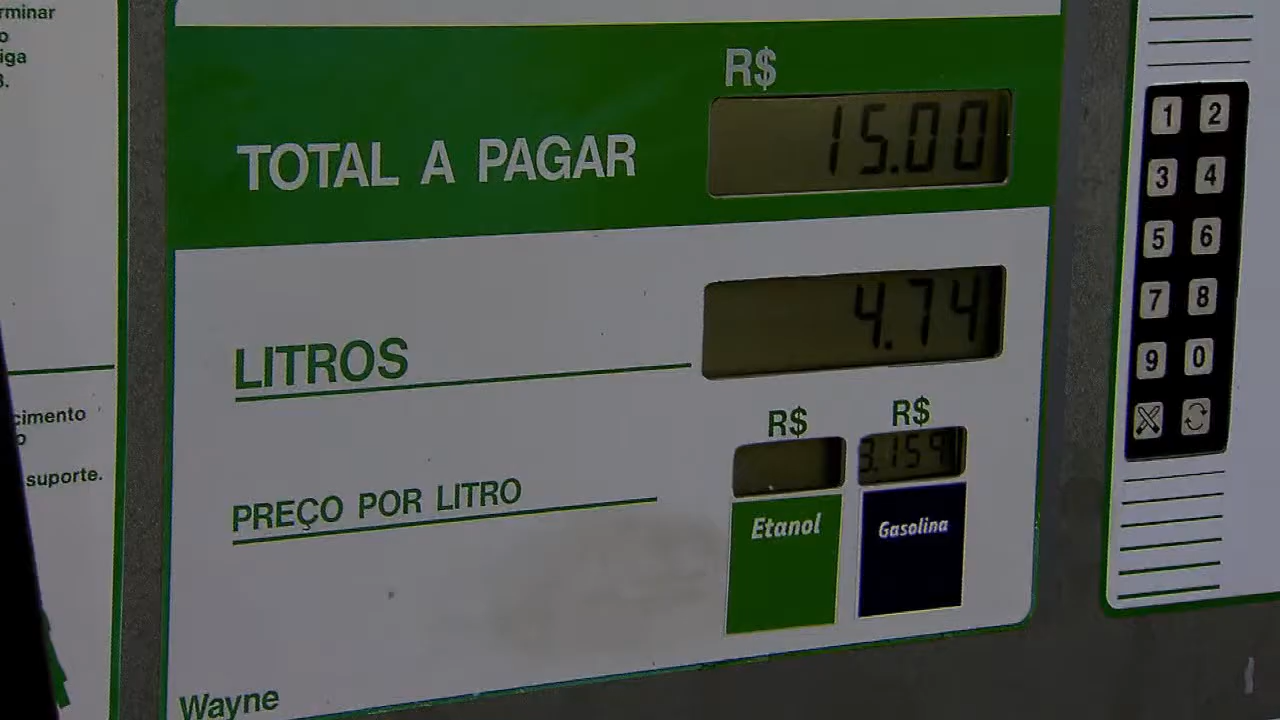 rminar
o
iga
3.
cimento
o
suporte.
R$
TOTAL A PAGAR
15.00
LITROS
4.74
R$ R$
PREÇO POR LITRO
3.159
Etanol
Gasolina
Wayne
1 2
3 4
5 6
7 8
9 0